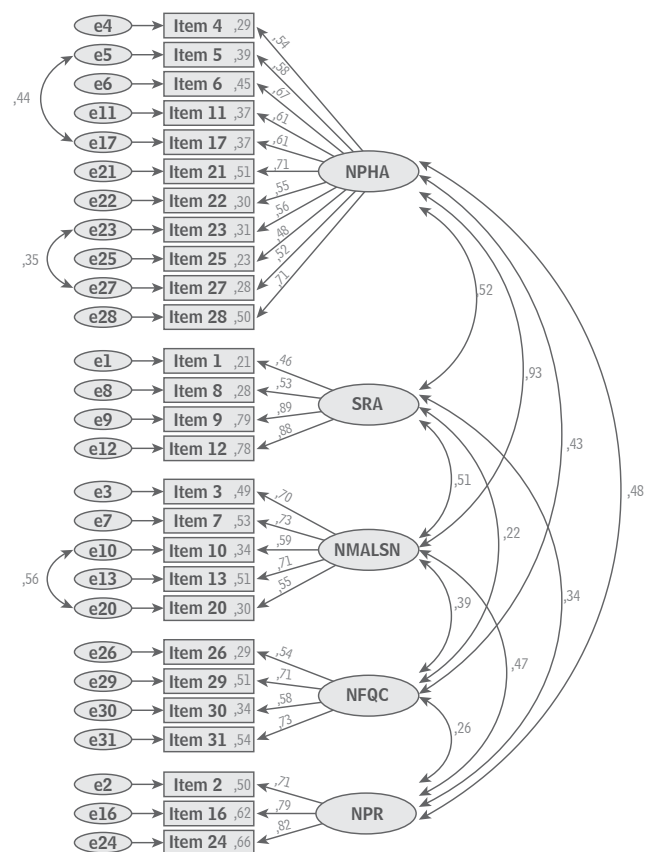 e4 Item 4 ,29 ,54
e5 Item 5 ,39 ,58
e6 Item 6 ,45 ,67
,44
e11 Item 11 ,37 ,61
e17 Item 17 ,37 ,61
e21 Item 21 ,51 ,71 NPHA
e22 Item 22 ,30 ,55
e23 Item 23 ,31 ,56
,35
e25 Item 25 ,23 ,48
e27 Item 27 ,28 ,52
e28 Item 28 ,50 ,71
,52
e1 Item 1 ,21 ,46
,93
e8 Item 8 ,28 ,53
SRA
e9 Item 9 ,79 ,89
e12 Item 12 ,78 ,88
,43
,51
e3 Item 3 ,49 ,70
,48
e7 Item 7 ,53 ,73
,22
e10 Item 10 ,34 ,59 NMALSN
,56
e13 Item 13 ,51 ,71
e20 Item 20 ,30 ,55
,39
,34
e26 Item 26 ,29 ,54
,47
e29 Item 29 ,51 ,71
NFQC
e30 Item 30 ,34 ,58
e31 Item 31 ,54 ,73
,26
e2 Item 2 ,50 ,71
e16 Item 16 ,62 ,79 NPR
e24 Item 24 ,66 ,82